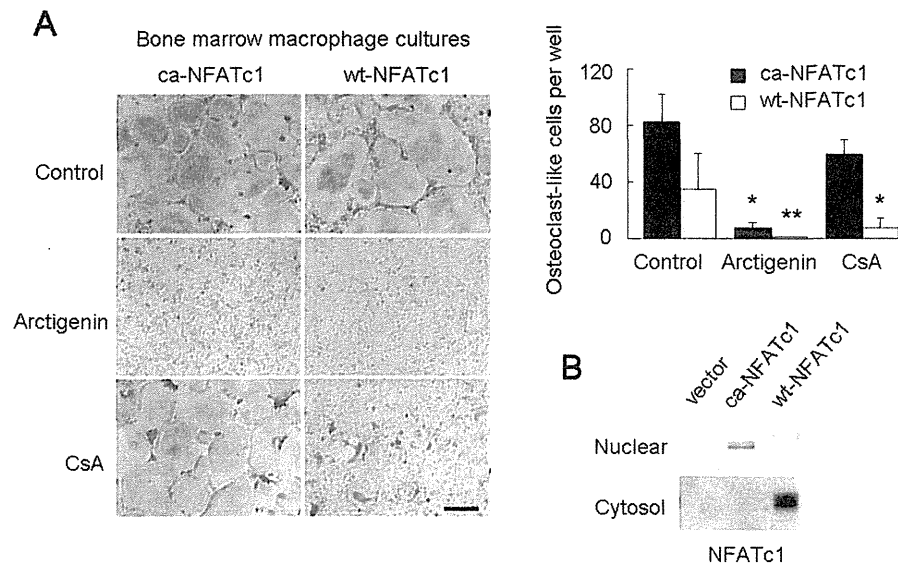 A
Bone marrow macrophage cultures
ca-NFATc1 wt-NFATc1
Control
Arctigenin
CsA
Osteoclast-like cells per well
120
80
40
0
ca-NFATc1
wt-NFATc1
* ** *
Control Arctigenin CsA
B
vector ca-NFATc1 wt-NFATc1
Nuclear
Cytosol
NFATc1